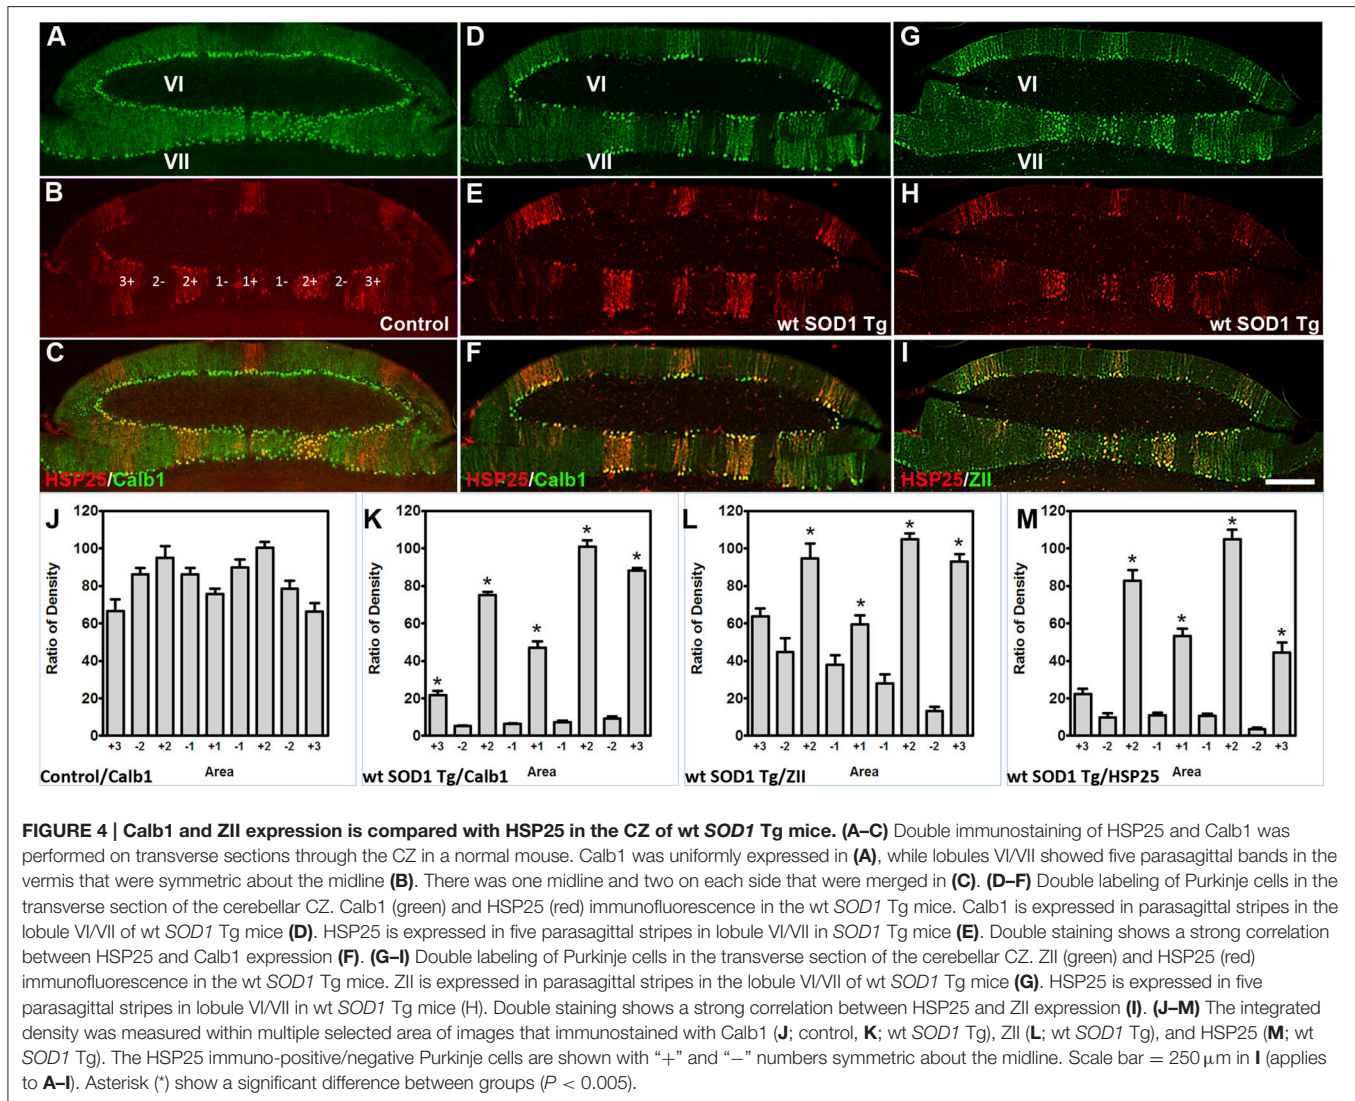 A
D
G
VI
VI
VI
VII
VII
VII
B
E
H
3+ 2- 2+ 1- 1+ 1- 2+ 2- 3+
Control
wt SOD1 Tg
wt SOD1 Tg
C
F
I
HSP25/Calb1
HSP25/Calb1
HSP25/ZII
J
120
100
80
60
40
20
0
Ratio of Density
+3 -2 +2 -1 +1 -1 +2 -2 +3
Control/Calb1
Area
K
120
100
80
60
40
20
0
Ratio of Density
* * * * *
+3 -2 +2 -1 +1 -1 +2 -2 +3
wt SOD1 Tg/Calb1
Area
L
120
100
80
60
40
20
0
Ratio of Density
* * * *
+3 -2 +2 -1 +1 -1 +2 -2 +3
wt SOD1 Tg/ZII
Area
M
120
100
80
60
40
20
0
Ratio of Density
* * * *
+3 -2 +2 -1 +1 -1 +2 -2 +3
wt SOD1 Tg/HSP25
Area
FIGURE 4 | Calb1 and ZII expression is compared with HSP25 in the CZ of wt SOD1 Tg mice. (A–C) Double immunostaining of HSP25 and Calb1 was
performed on transverse sections through the CZ in a normal mouse. Calb1 was uniformly expressed in (A), while lobules VI/VII showed five parasagittal bands in the
vermis that were symmetric about the midline (B). There was one midline and two on each side that were merged in (C). (D–F) Double labeling of Purkinje cells in the
transverse section of the cerebellar CZ. Calb1 (green) and HSP25 (red) immunofluorescence in the wt SOD1 Tg mice. Calb1 is expressed in parasagittal stripes in the
lobule VI/VII of wt SOD1 Tg mice (D). HSP25 is expressed in five parasagittal stripes in lobule VI/VII in SOD1 Tg mice (E). Double staining shows a strong correlation
between HSP25 and Calb1 expression (F). (G–I) Double labeling of Purkinje cells in the transverse section of the cerebellar CZ. ZII (green) and HSP25 (red)
immunofluorescence in the wt SOD1 Tg mice. ZII is expressed in parasagittal stripes in the lobule VI/VII of wt SOD1 Tg mice (G). HSP25 is expressed in five
parasagittal stripes in lobule VI/VII in wt SOD1 Tg mice (H). Double staining shows a strong correlation between HSP25 and ZII expression (I). (J–M) The integrated
density was measured within multiple selected area of images that immunostained with Calb1 (J; control, K; wt SOD1 Tg), ZII (L; wt SOD1 Tg), and HSP25 (M; wt
SOD1 Tg). The HSP25 immuno-positive/negative Purkinje cells are shown with “+” and “−” numbers symmetric about the midline. Scale bar = 250 μm in I (applies
to A–I). Asterisk (*) show a significant difference between groups (P < 0.005).